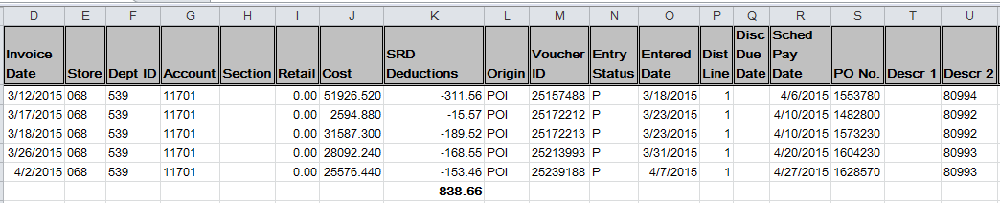 D E F G H I J K L M N O P Q R S T U
Invoice Date Store Dept ID Account Section Retail Cost SRD Deductions Origin Voucher ID Entry Status Entered Date Dist Line Disc Due Date Sched Pay Date PO No. Descr 1 Descr 2
3/12/2015 068 539 11701 0.00 51926.520 -311.56 POI 25157488 P 3/18/2015 1 4/6/2015 1553780 80994
3/17/2015 068 539 11701 0.00 2594.880 -15.57 POI 25172212 P 3/23/2015 1 4/10/2015 1482800 80992
3/18/2015 068 539 11701 0.00 31587.300 -189.52 POI 25172213 P 3/23/2015 1 4/10/2015 1573230 80992
3/26/2015 068 539 11701 0.00 28092.240 -168.55 POI 25213993 P 3/31/2015 1 4/20/2015 1604230 80993
4/2/2015 068 539 11701 0.00 25576.440 -153.46 POI 25239188 P 4/7/2015 1 4/27/2015 1628570 80993
-838.66